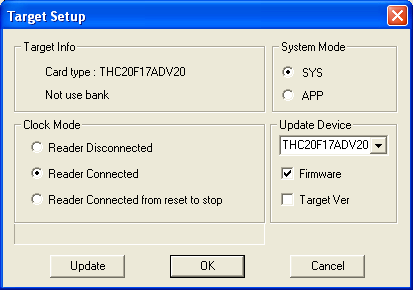 Target Setup
Target Info
Card type : THC20F17ADV20
Not use bank
System Mode
SYS
APP
Clock Mode
Reader Disconnected
Reader Connected
Reader Connected from reset to stop
Update Device
THC20F17ADV20
Firmware
Target Ver
Update
OK
Cancel